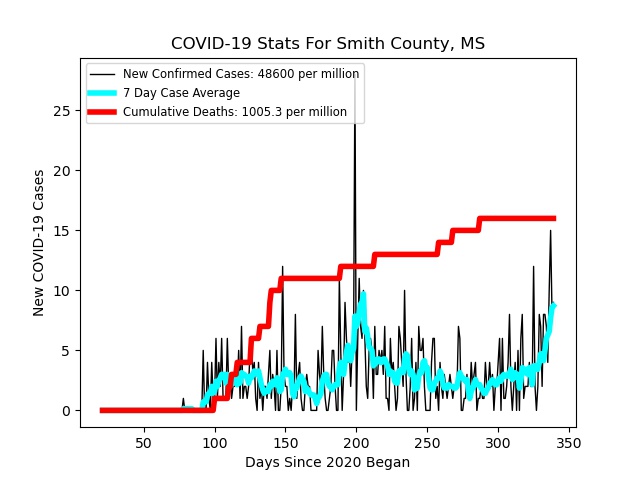 COVID-19 Stats For Smith County, MS
New Confirmed Cases: 48600 per million
7 Day Case Average
Cumulative Deaths: 1005.3 per million
New COVID-19 Cases
25
20
15
10
5
0
50 100 150 200 250 300 350
Days Since 2020 Began